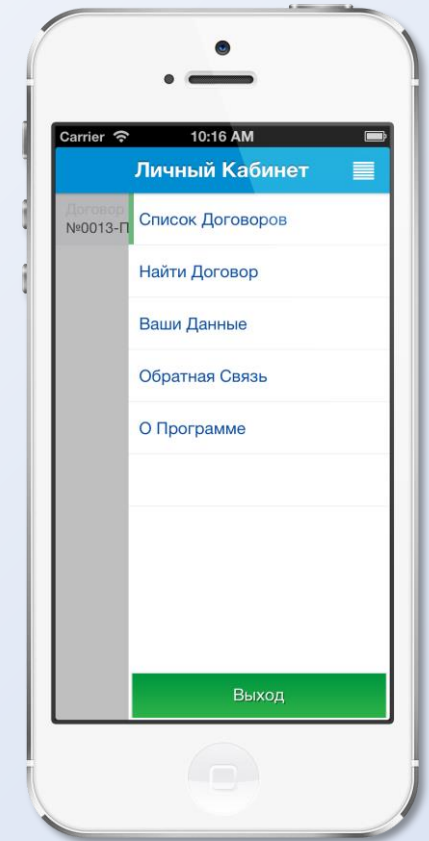 Carrier 10:16 AM
Личный Кабинет
Договор
№0013-П
Список Договоров
Найти Договор
Ваши Данные
Обратная Связь
О Программе
Выход